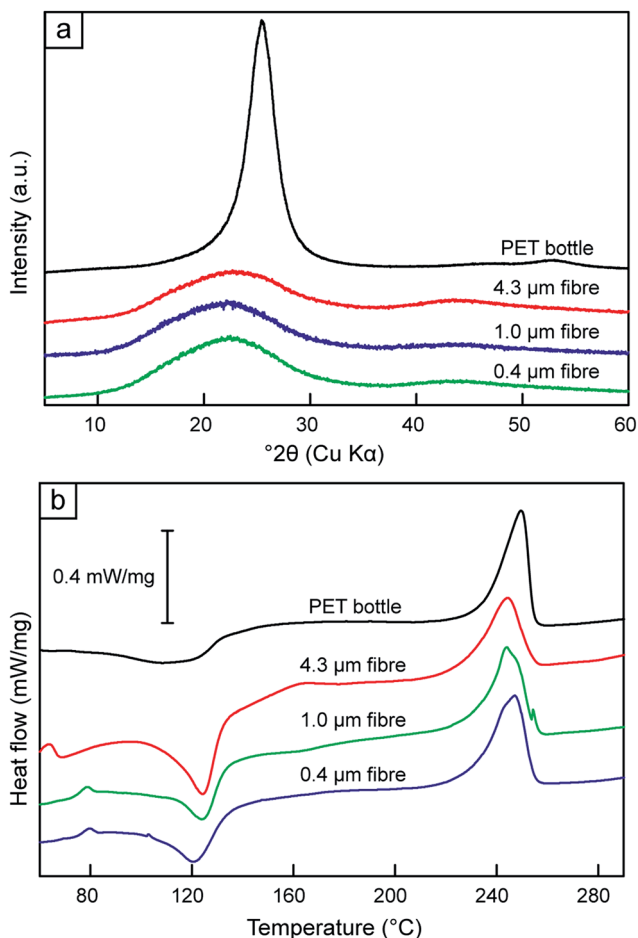 a
Intensity (a.u.)
PET bottle
4.3 µm fibre
1.0 µm fibre
0.4 µm fibre
10 20 30 40 50 60
°2θ (Cu Kα)
b
0.4 mW/mg
Heat flow (mW/mg)
PET bottle
4.3 µm fibre
1.0 µm fibre
0.4 µm fibre
80 120 160 200 240 280
Temperature (°C)